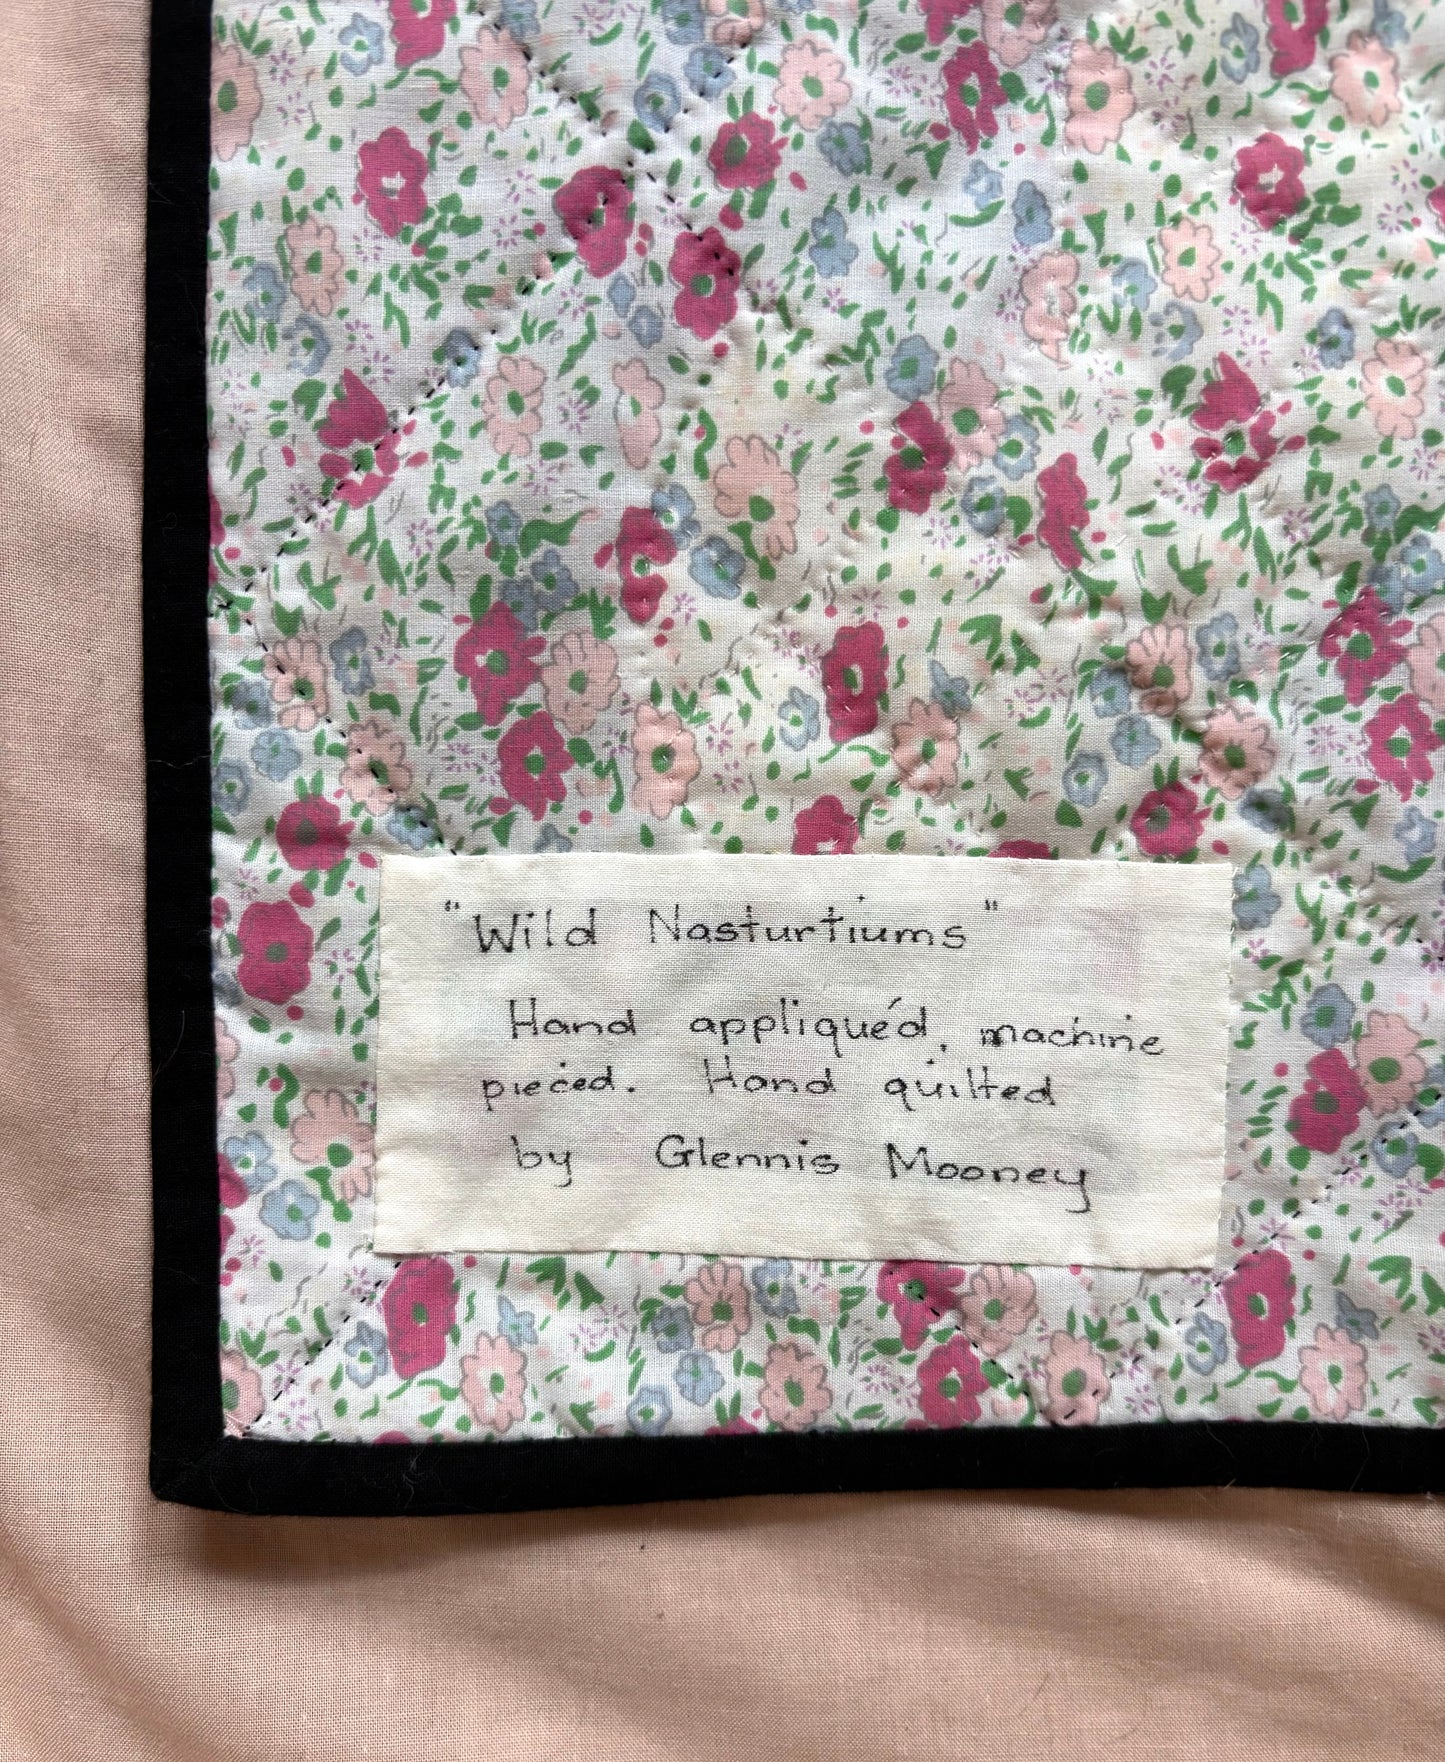 "Wild Nasturtiums"
Hand appliquéd, machine
pieced. Hand quilted
by Glennis Mooney